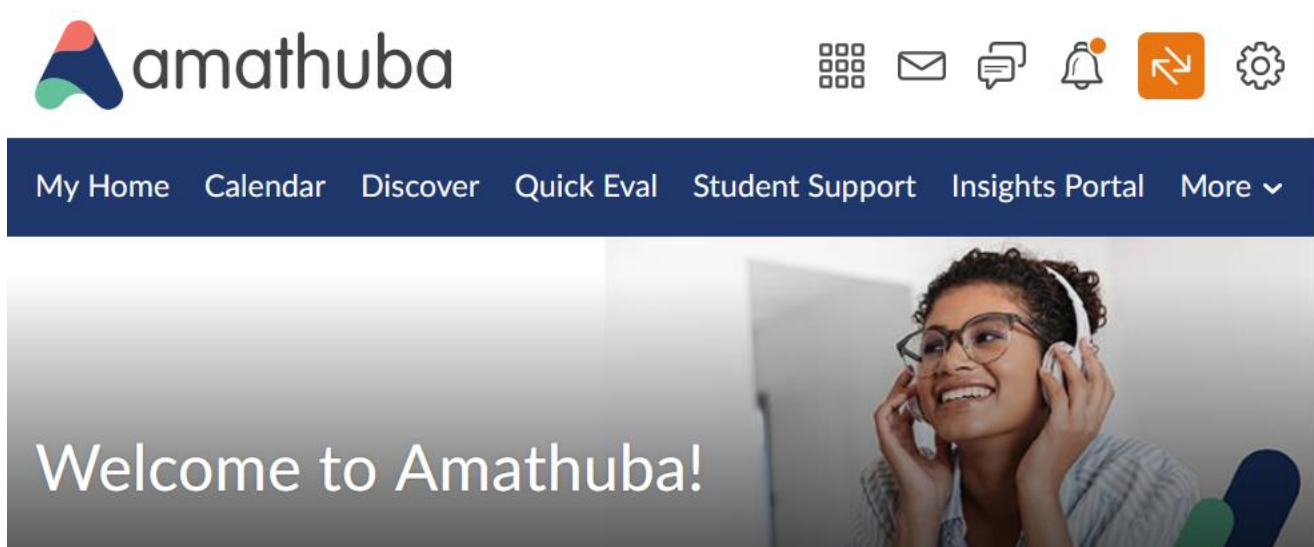 amathuba
My Home Calendar Discover Quick Eval Student Support Insights Portal More
Welcome to Amathuba!